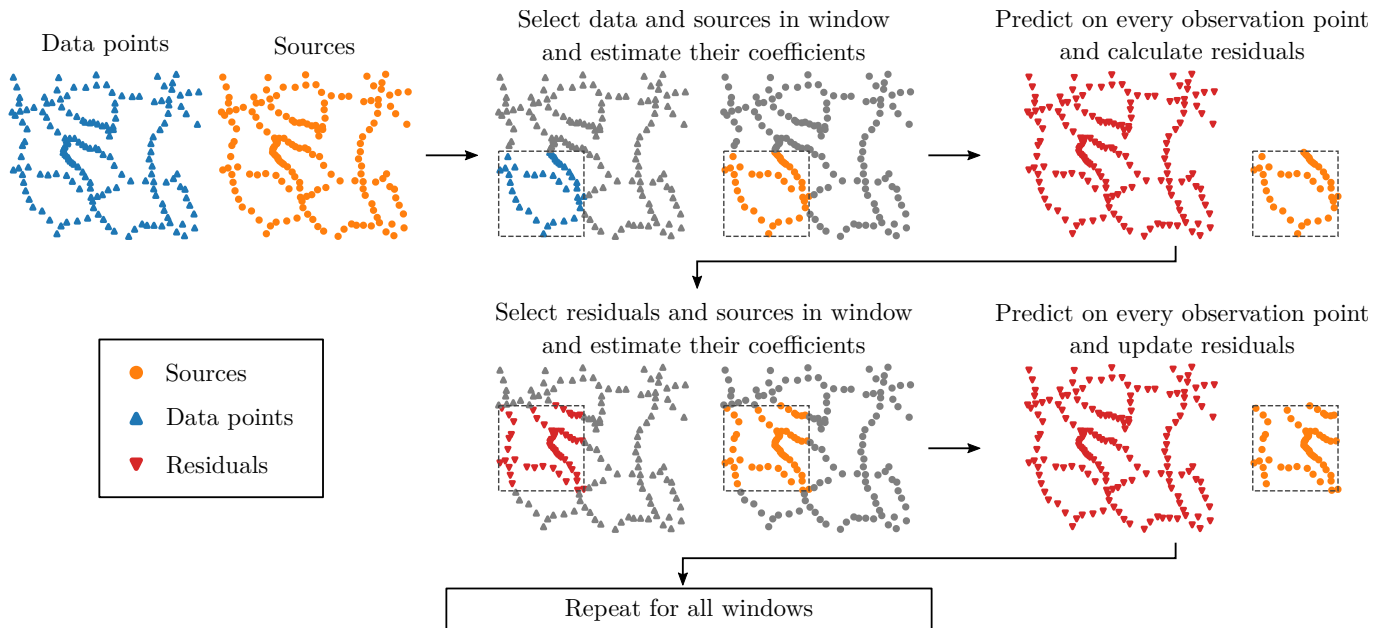 Data points
Sources
Select data and sources in window
and estimate their coefficients
Predict on every observation point
and calculate residuals
Select residuals and sources in window
and estimate their coefficients
Predict on every observation point
and update residuals
Sources
Data points
Residuals
Repeat for all windows